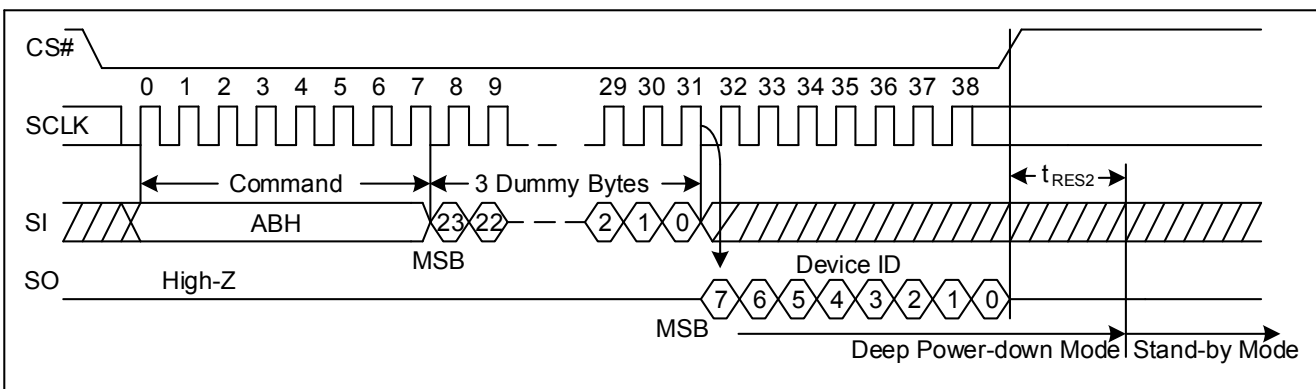 CS#
0 1 2 3 4 5 6 7 8 9 29 30 31 32 33 34 35 36 37 38
SCLK
Command 3 Dummy Bytes tRES2
SI ABH 23 22 2 1 0
MSB
SO High-Z Device ID
7 6 5 4 3 2 1 0
MSB
Deep Power-down Mode Stand-by Mode